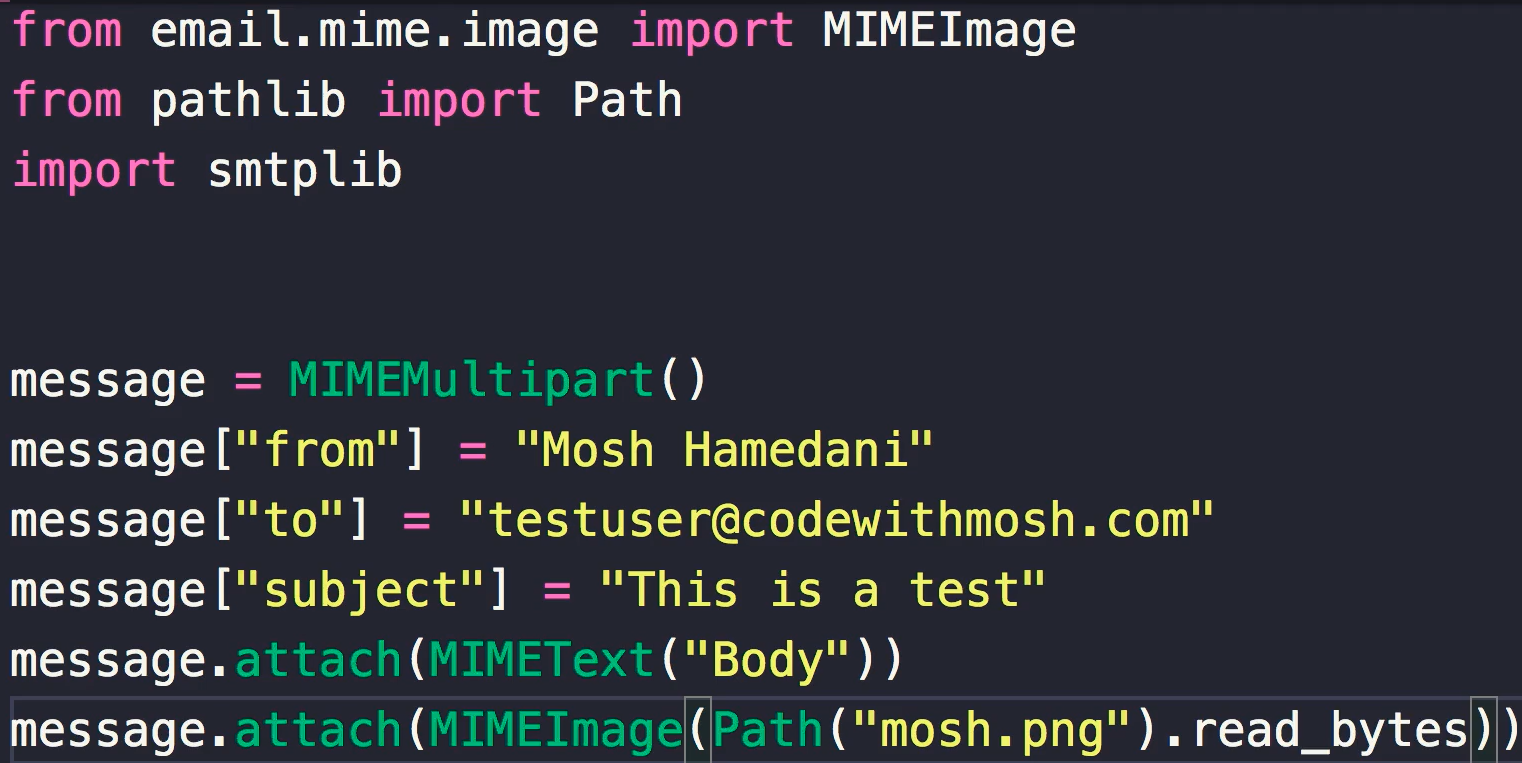 from email.mime.image import MIMEImage
from pathlib import Path
import smtplib
message = MIMEMultipart()
message["from"] = "Mosh Hamedani"
message["to"] = "testuser@codewithmosh.com"
message["subject"] = "This is a test"
message.attach(MIMEText("Body"))
message.attach(MIMEImage(Path("mosh.png").read_bytes))